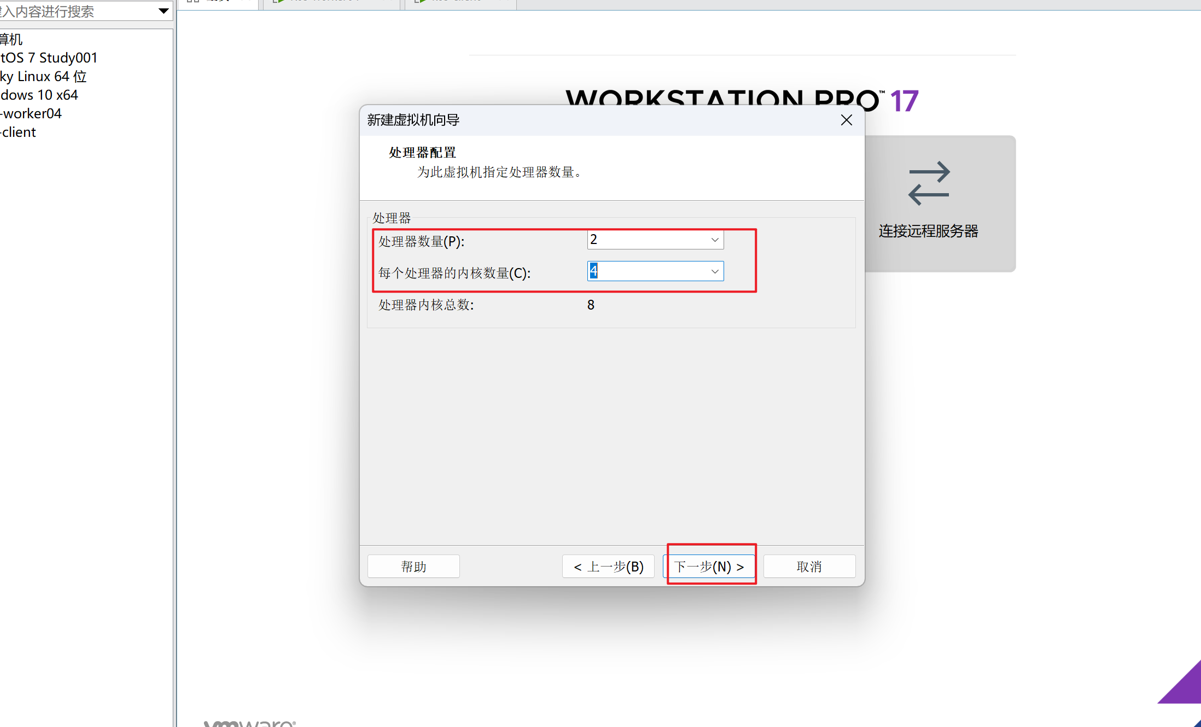 入内容进行搜索
算机
tOS 7 Study001
ky Linux 64 位
dows 10 x64
-worker04
-client
WORKSTATION PRO™ 17
连接远程服务器
新建虚拟机向导
处理器配置
为此虚拟机指定处理器数量。
处理器
处理器数量(P): 2
每个处理器的内核数量(C): 4
处理器内核总数: 8
帮助
< 上一步(B)
下一步(N) >
取消
vmware